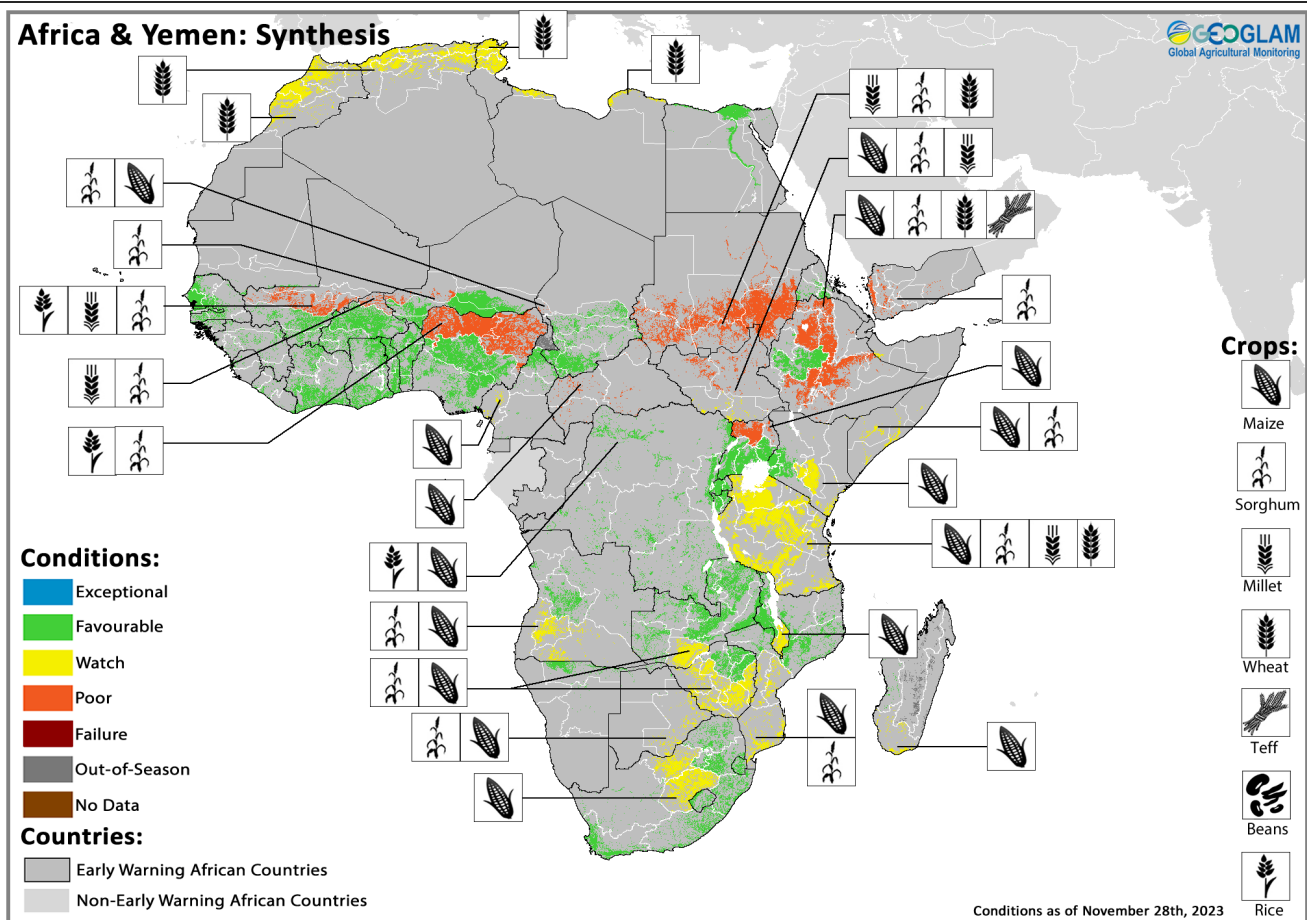 Africa & Yemen: Synthesis
GEOGLAM
Global Agricultural Monitoring
Crops:
Maize
Sorghum
Millet
Wheat
Teff
Beans
Rice
Conditions:
Exceptional
Favourable
Watch
Poor
Failure
Out-of-Season
No Data
Countries:
Early Warning African Countries
Non-Early Warning African Countries
Conditions as of November 28th, 2023